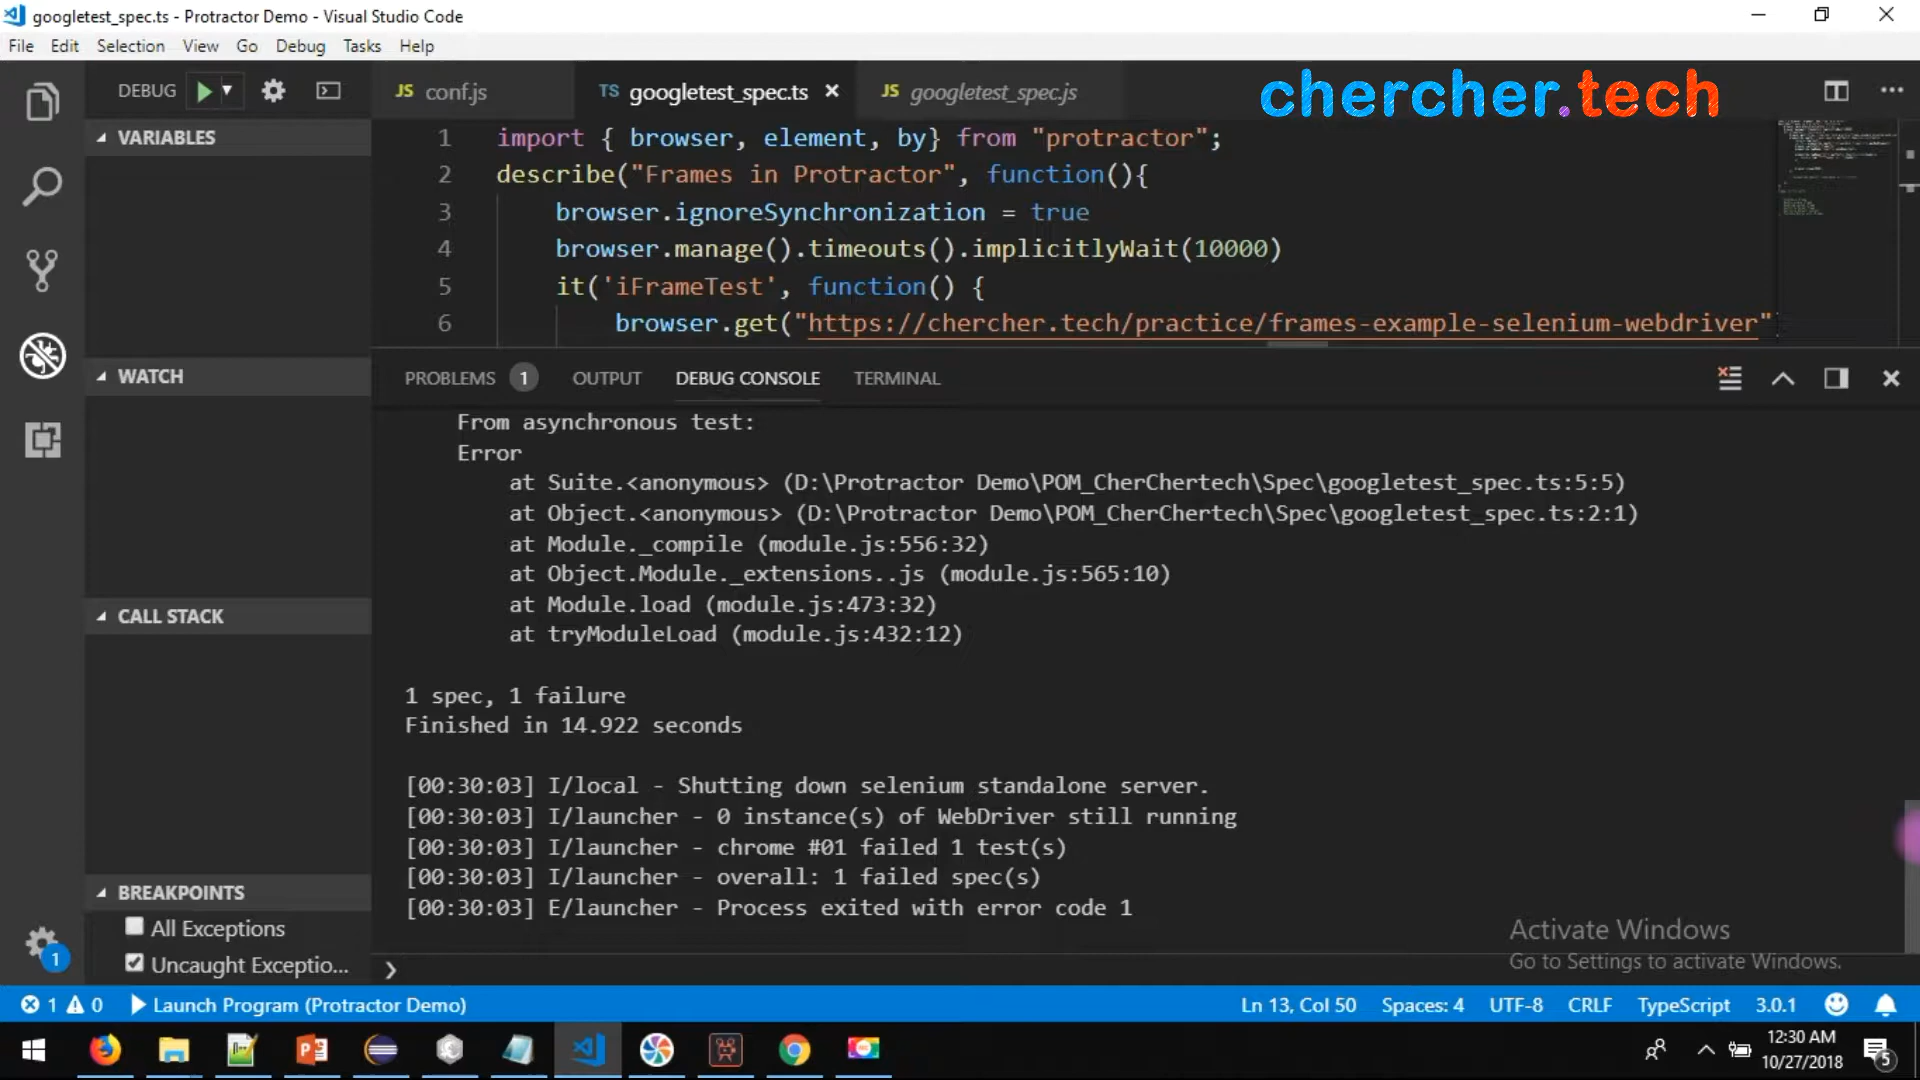 googletest_spec.ts - Protractor Demo - Visual Studio Code
File Edit Selection View Go Debug Tasks Help
DEBUG
JS conf.js
TS googletest_spec.ts
JS googletest_spec.js
chercher.tech
VARIABLES
1 import { browser, element, by} from "protractor";
2 describe("Frames in Protractor", function(){
3 browser.ignoreSynchronization = true
4 browser.manage().timeouts().implicitlyWait(10000)
5 it('iFrameTest', function() {
6 browser.get("https://chercher.tech/practice/frames-example-selenium-webdriver"
WATCH
PROBLEMS 1 OUTPUT DEBUG CONSOLE TERMINAL
From asynchronous test:
Error
at Suite.<anonymous> (D:\Protractor Demo\POM_CherChertech\Spec\googletest_spec.ts:5:5)
at Object.<anonymous> (D:\Protractor Demo\POM_CherChertech\Spec\googletest_spec.ts:2:1)
at Module._compile (module.js:556:32)
at Object.Module._extensions..js (module.js:565:10)
at Module.load (module.js:473:32)
at tryModuleLoad (module.js:432:12)
CALL STACK
1 spec, 1 failure
Finished in 14.922 seconds
[00:30:03] I/local - Shutting down selenium standalone server.
[00:30:03] I/launcher - 0 instance(s) of WebDriver still running
[00:30:03] I/launcher - chrome #01 failed 1 test(s)
[00:30:03] I/launcher - overall: 1 failed spec(s)
[00:30:03] E/launcher - Process exited with error code 1
BREAKPOINTS
All Exceptions
Uncaught Exceptio...
1
Activate Windows
Go to Settings to activate Windows.
1 0 Launch Program (Protractor Demo) Ln 13, Col 50 Spaces: 4 UTF-8 CRLF TypeScript 3.0.1
12:30 AM
10/27/2018
5